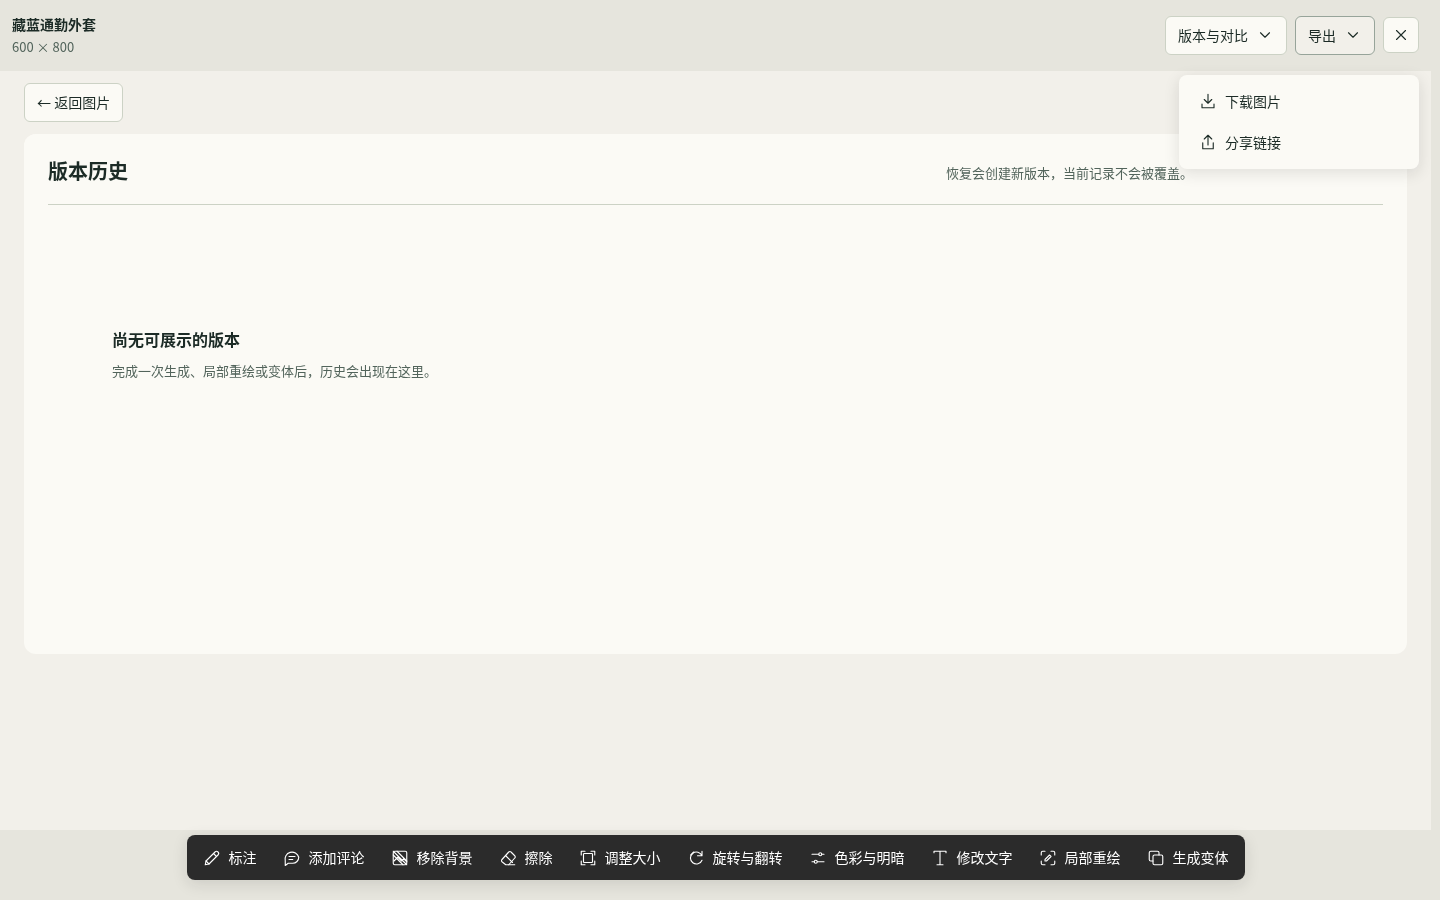 藏蓝通勤外套
600 × 800
版本与对比
导出
← 返回图片
下载图片
分享链接
版本历史
恢复会创建新版本，当前记录不会被覆盖。
尚无可展示的版本
完成一次生成、局部重绘或变体后，历史会出现在这里。
标注
添加评论
移除背景
擦除
调整大小
旋转与翻转
色彩与明暗
修改文字
局部重绘
生成变体